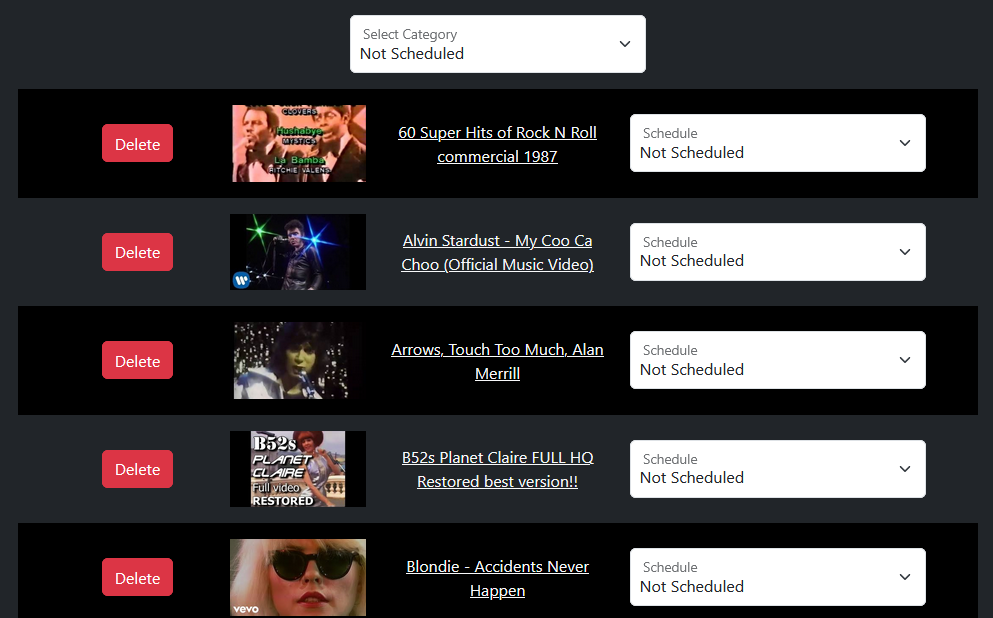 Select Category
Not Scheduled
Delete
CLOVERS
Hushabye
MYSTICS
La Bamba
RITCHIE VALENS
60 Super Hits of Rock N Roll
commercial 1987
Schedule
Not Scheduled
Delete
W
Alvin Stardust - My Coo Ca
Choo (Official Music Video)
Schedule
Not Scheduled
Delete
Arrows, Touch Too Much, Alan
Merrill
Schedule
Not Scheduled
Delete
B52s
PLANET
CLAIRE
Full video
RESTORED
B52s Planet Claire FULL HQ
Restored best version!!
Schedule
Not Scheduled
Delete
vevo
Blondie - Accidents Never
Happen
Schedule
Not Scheduled